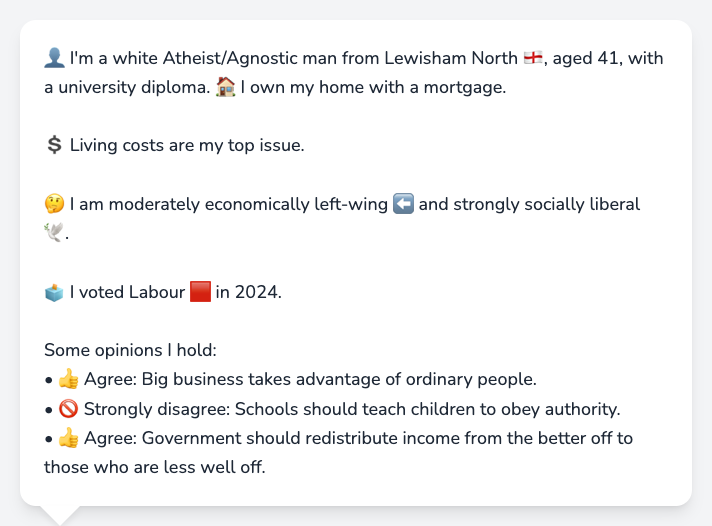 👤 I'm a white Atheist/Agnostic man from Lewisham North 🏴󠁧󠁢󠁥󠁮󠁧󠁿, aged 41, with
a university diploma. 🏠 I own my home with a mortgage.
💲 Living costs are my top issue.
🤔 I am moderately economically left-wing ⬅️ and strongly socially liberal
🕊️.
🗳️ I voted Labour 🟥 in 2024.
Some opinions I hold:
• 👍 Agree: Big business takes advantage of ordinary people.
• 🚫 Strongly disagree: Schools should teach children to obey authority.
• 👍 Agree: Government should redistribute income from the better off to
those who are less well off.